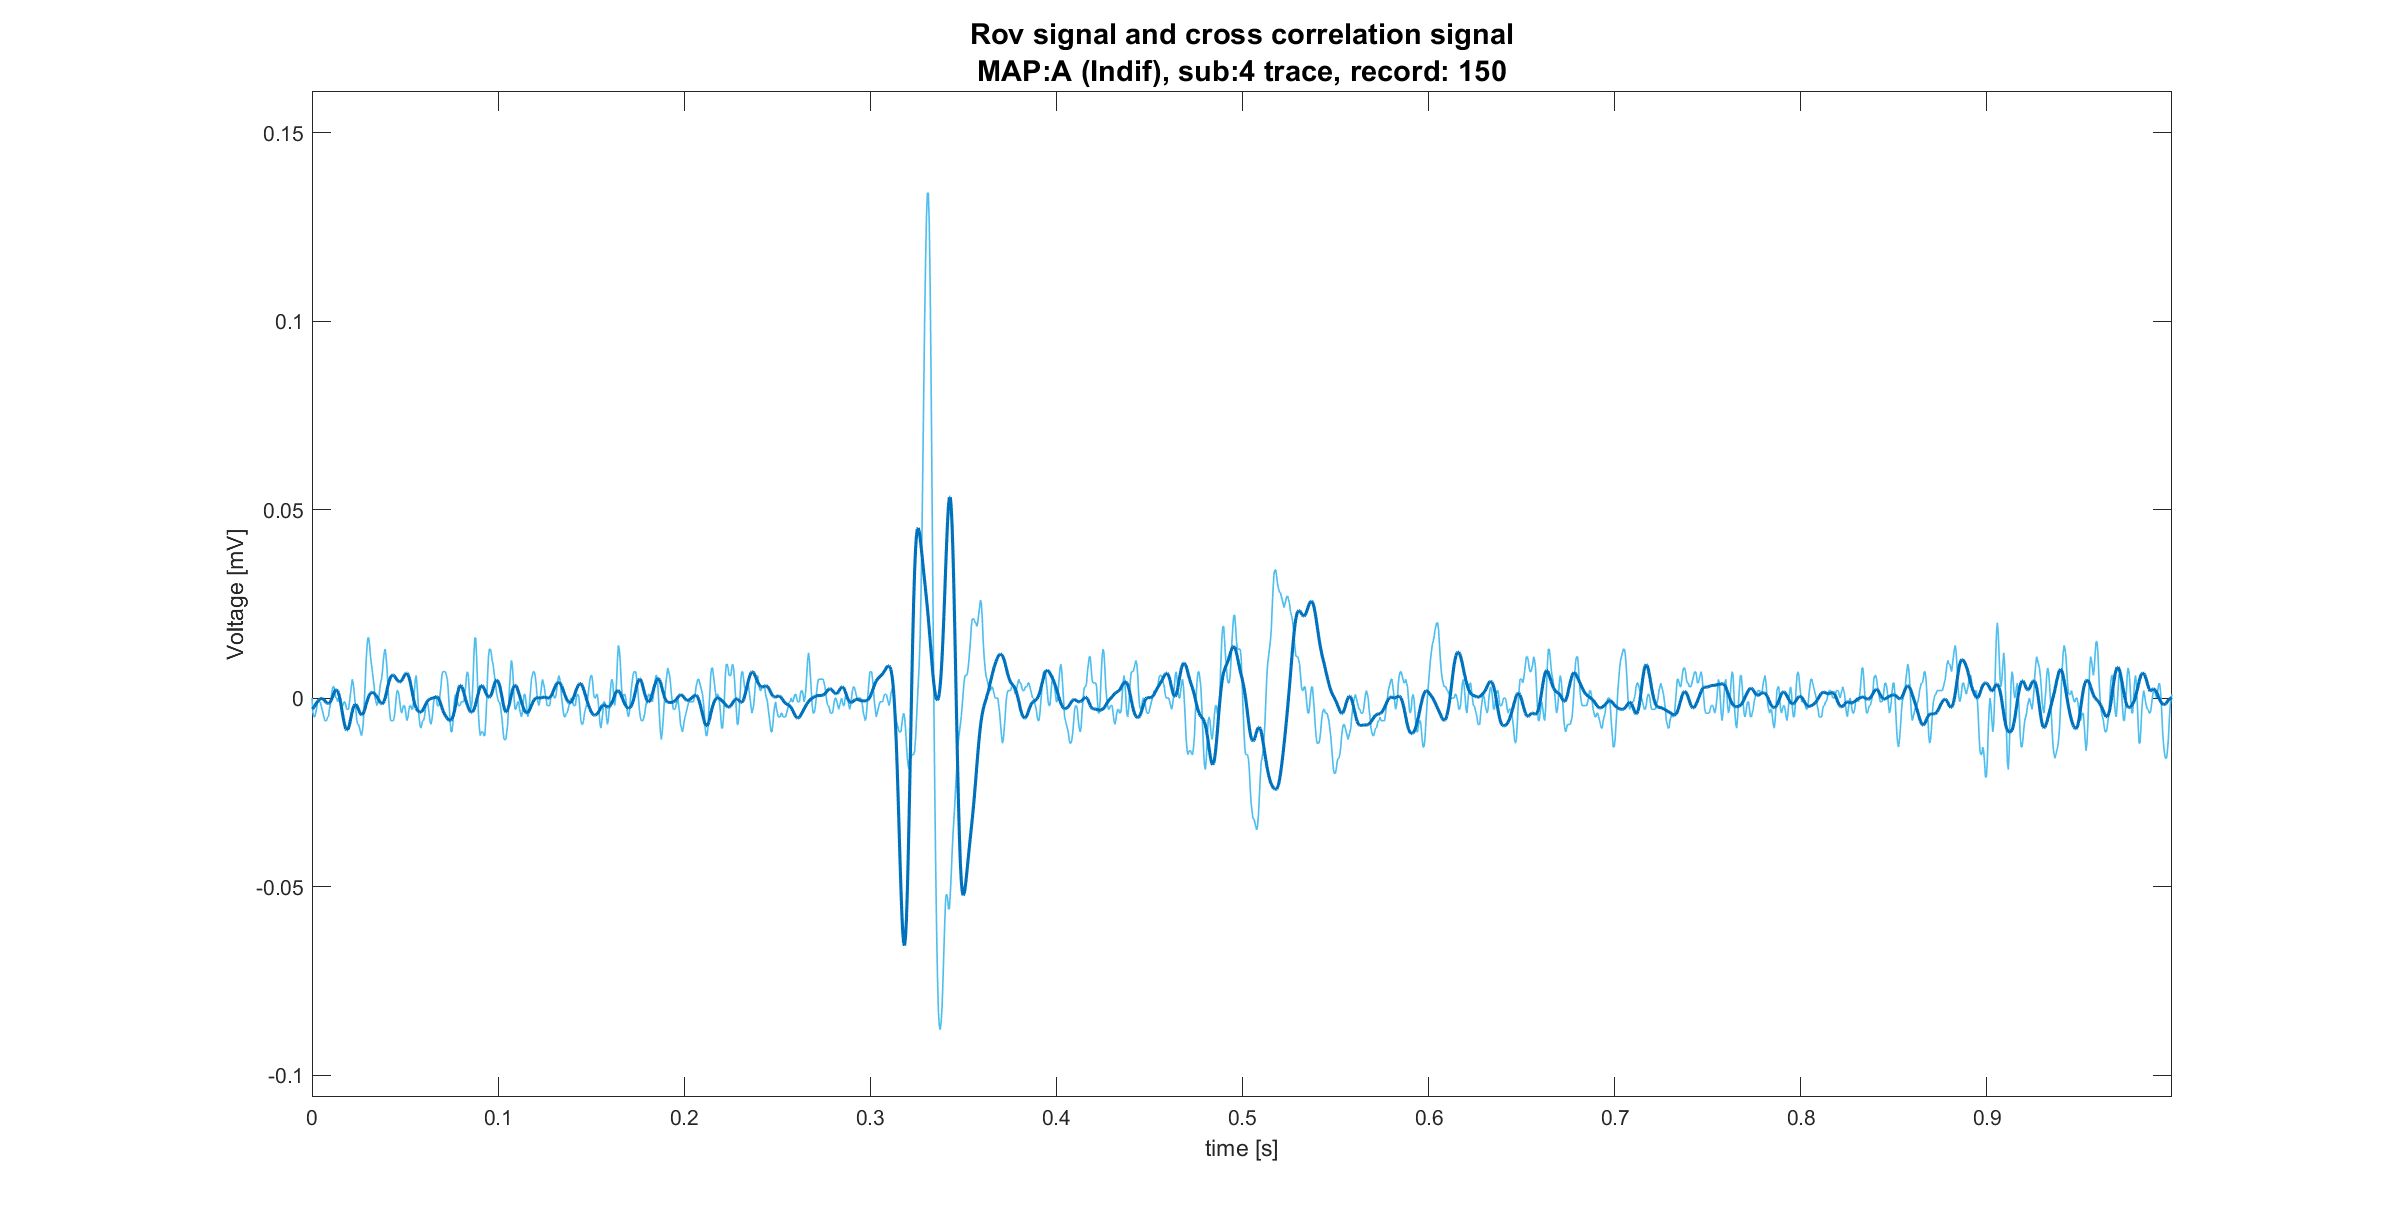 Rov signal and cross correlation signal
MAP:A (Indif), sub:4 trace, record: 150
0.15
0.1
0.05
0
-0.05
-0.1
Voltage [mV]
0 0.1 0.2 0.3 0.4 0.5 0.6 0.7 0.8 0.9
time [s]